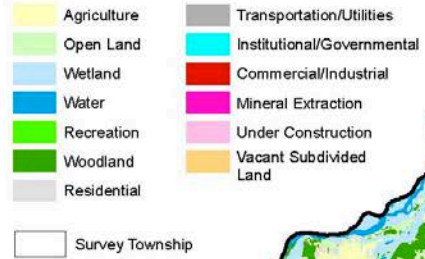 Agriculture
Open Land
Wetland
Water
Recreation
Woodland
Residential
Transportation/Utilities
Institutional/Governmental
Commercial/Industrial
Mineral Extraction
Under Construction
Vacant Subdivided
Land
Survey Township